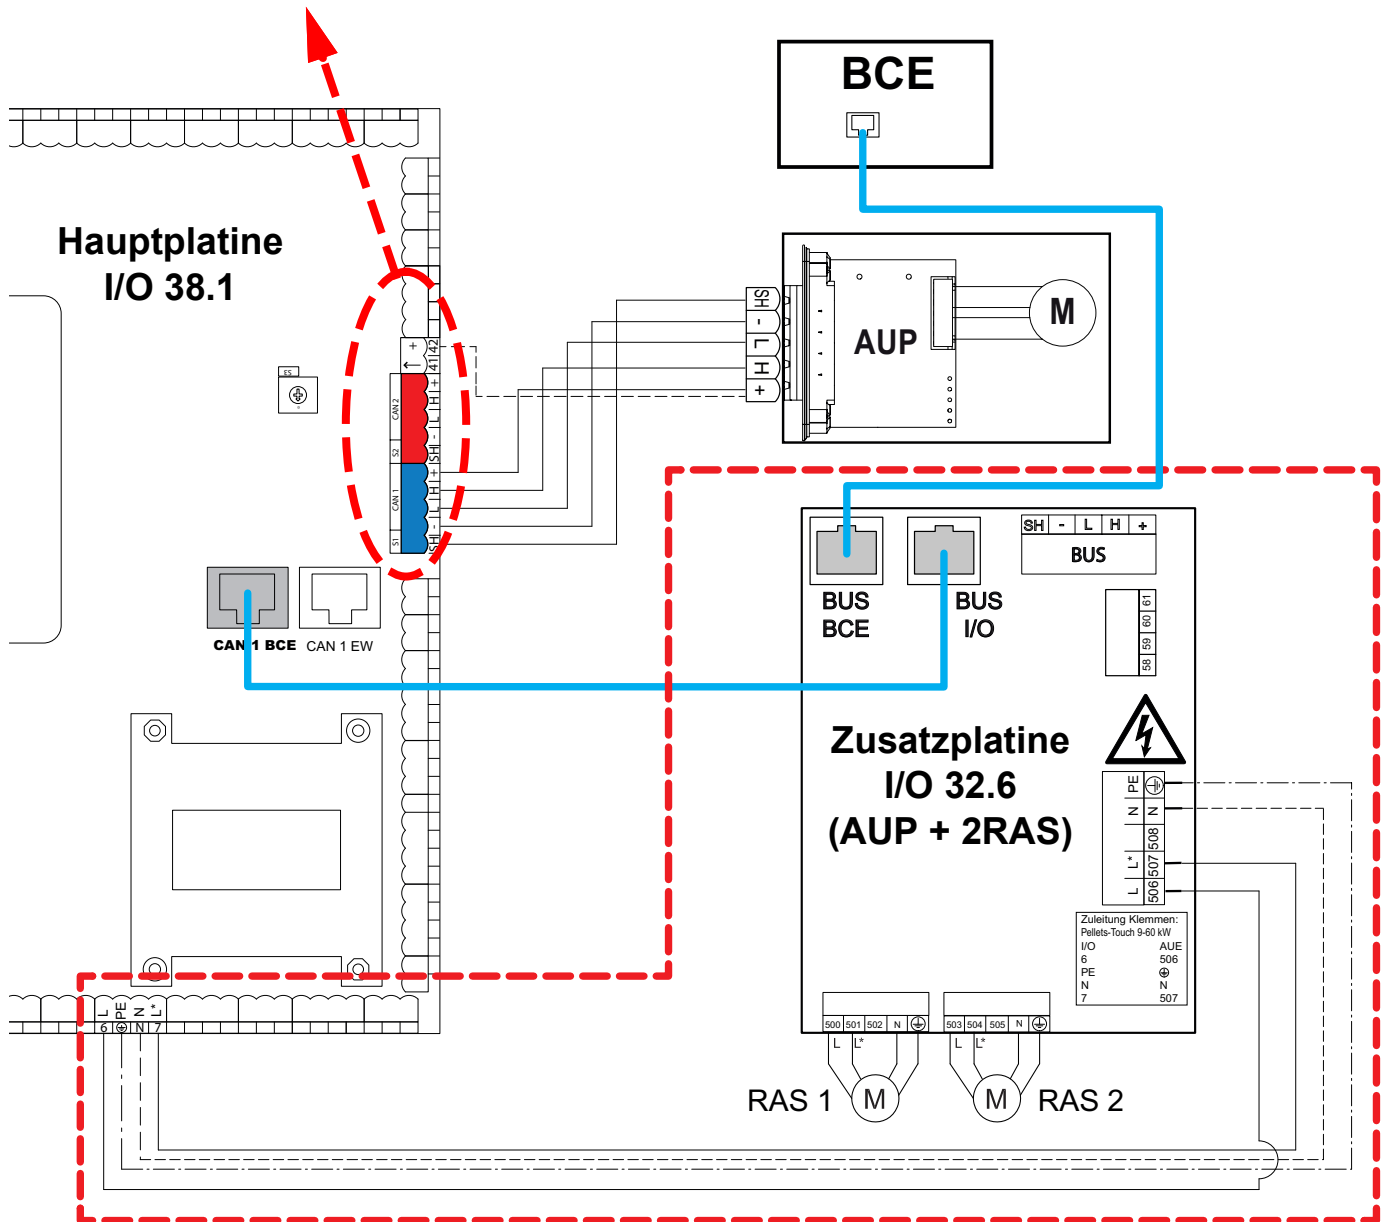 BCE
Hauptplatine
I/O 38.1
ES
+ 42
41
CAN 2
S2
+
H
L
-
SH
CAN 1
S1
+
H
L
-
SH
SH
-
L
H
+
AUP
M
CAN 1 BCE
CAN 1 EW
BUS
BCE
BUS
I/O
SH - L H +
BUS
61
60
59
58
Zusatzplatine
I/O 32.6
(AUP + 2RAS)
PE
N N
508
L* 507
L 506
Zuleitung Klemmen:
Pellets-Touch 9-60 kW
I/O AUE
6 506
PE
N N
7 507
L PE N L*
6 N 7
500 501 502 N
L L*
503 504 505 N
L L*
RAS 1 M
M RAS 2